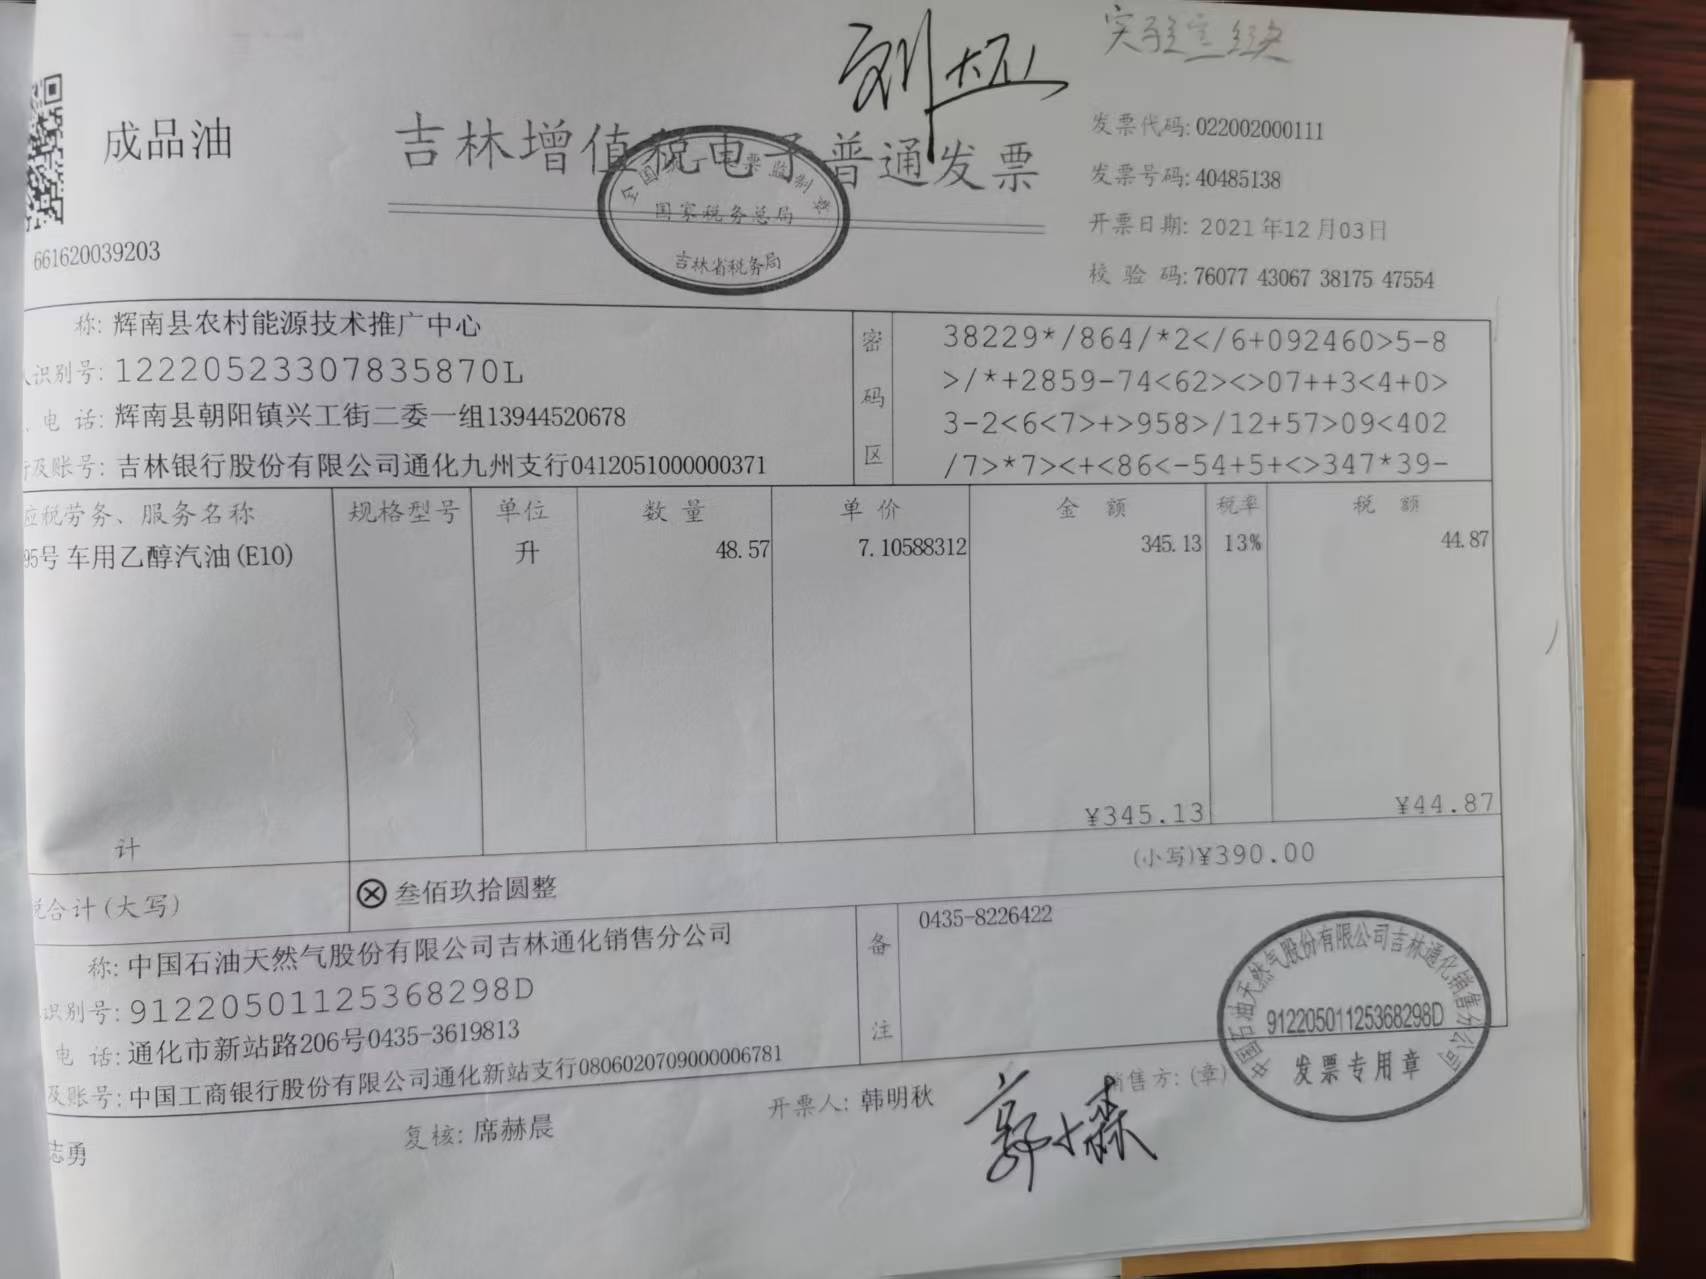 实验室
成品油
吉林增值税电子普通发票
全国统一发票监制章
国家税务总局
吉林省税务局
发票代码: 022002000111
发票号码: 40485138
开票日期: 2021年12月03日
校验码: 76077 43067 38175 47554
661620039203
称: 辉南县农村能源技术推广中心
识别号: 12220523307835870L
电话: 辉南县朝阳镇兴工街二委一组13944520678
及账号: 吉林银行股份有限公司通化九州支行0412051000000371
密码区
38229*/864/*2</6+092460>5-8
>/*+2859-74<62><>07++3<4+0>
3-2<6<7>+>958>/12+57>09<402
/7>*7><+<86<-54+5+<>347*39-
应税劳务、服务名称 规格型号 单位 数量 单价 金额 税率 税额
95号 车用乙醇汽油(E10) 升 48.57 7.10588312 345.13 13% 44.87
计 ¥345.13 ¥44.87
税合计(大写) ⊗叁佰玖拾圆整 (小写)¥390.00
称: 中国石油天然气股份有限公司吉林通化销售分公司
识别号: 91220501125368298D
电话: 通化市新站路206号0435-3619813
及账号: 中国工商银行股份有限公司通化新站支行0806020709000006781
备注
0435-8226422
中国石油天然气股份有限公司吉林通化销售分公司
91220501125368298D
发票专用章
志勇 复核: 席赫晨 开票人: 韩明秋 销售方: (章)